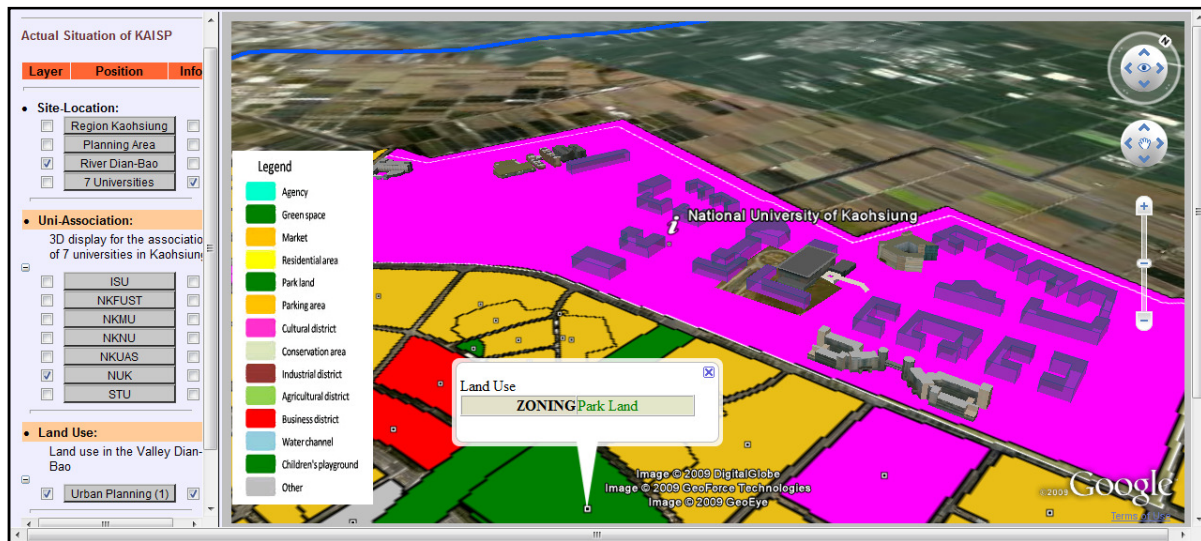 Actual Situation of KAISP
Layer Position Info
Site-Location:
Region Kaohsiung
Planning Area
River Dian-Bao
7 Universities
Uni-Association:
3D display for the associatio
of 7 universities in Kaohsiung
ISU
NKFUST
NKMU
NKNU
NKUAS
NUK
STU
Land Use:
Land use in the Valley Dian-
Bao
Urban Planning (1)
Legend
Agency
Green space
Market
Residential area
Park land
Parking area
Cultural district
Conservation area
Industrial district
Agricultural district
Business district
Water channel
Children's playground
Other
N
National University of Kaohsiung
Land Use
ZONING Park Land
Image © 2009 DigitalGlobe
Image © 2009 GeoForce Technologies
Image © 2009 GeoEye
©2009 Google
Terms of Use